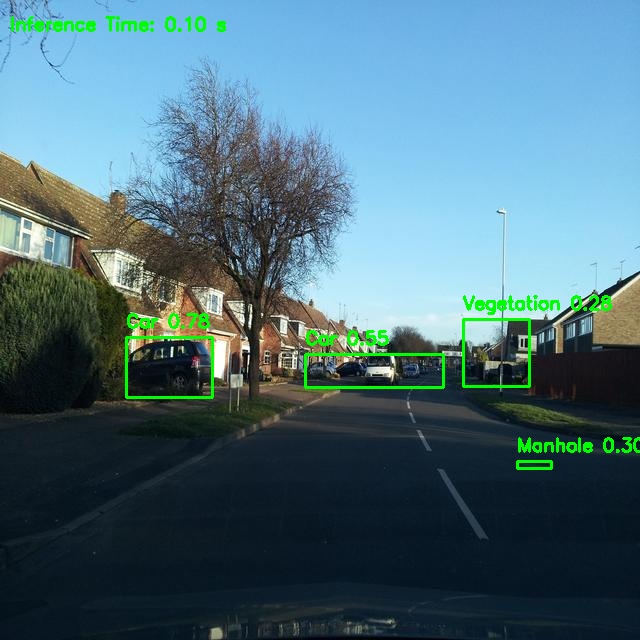 Inference Time: 0.10 s
Vegetation 0.28
Car 0.78
Car 0.55
Manhole 0.30